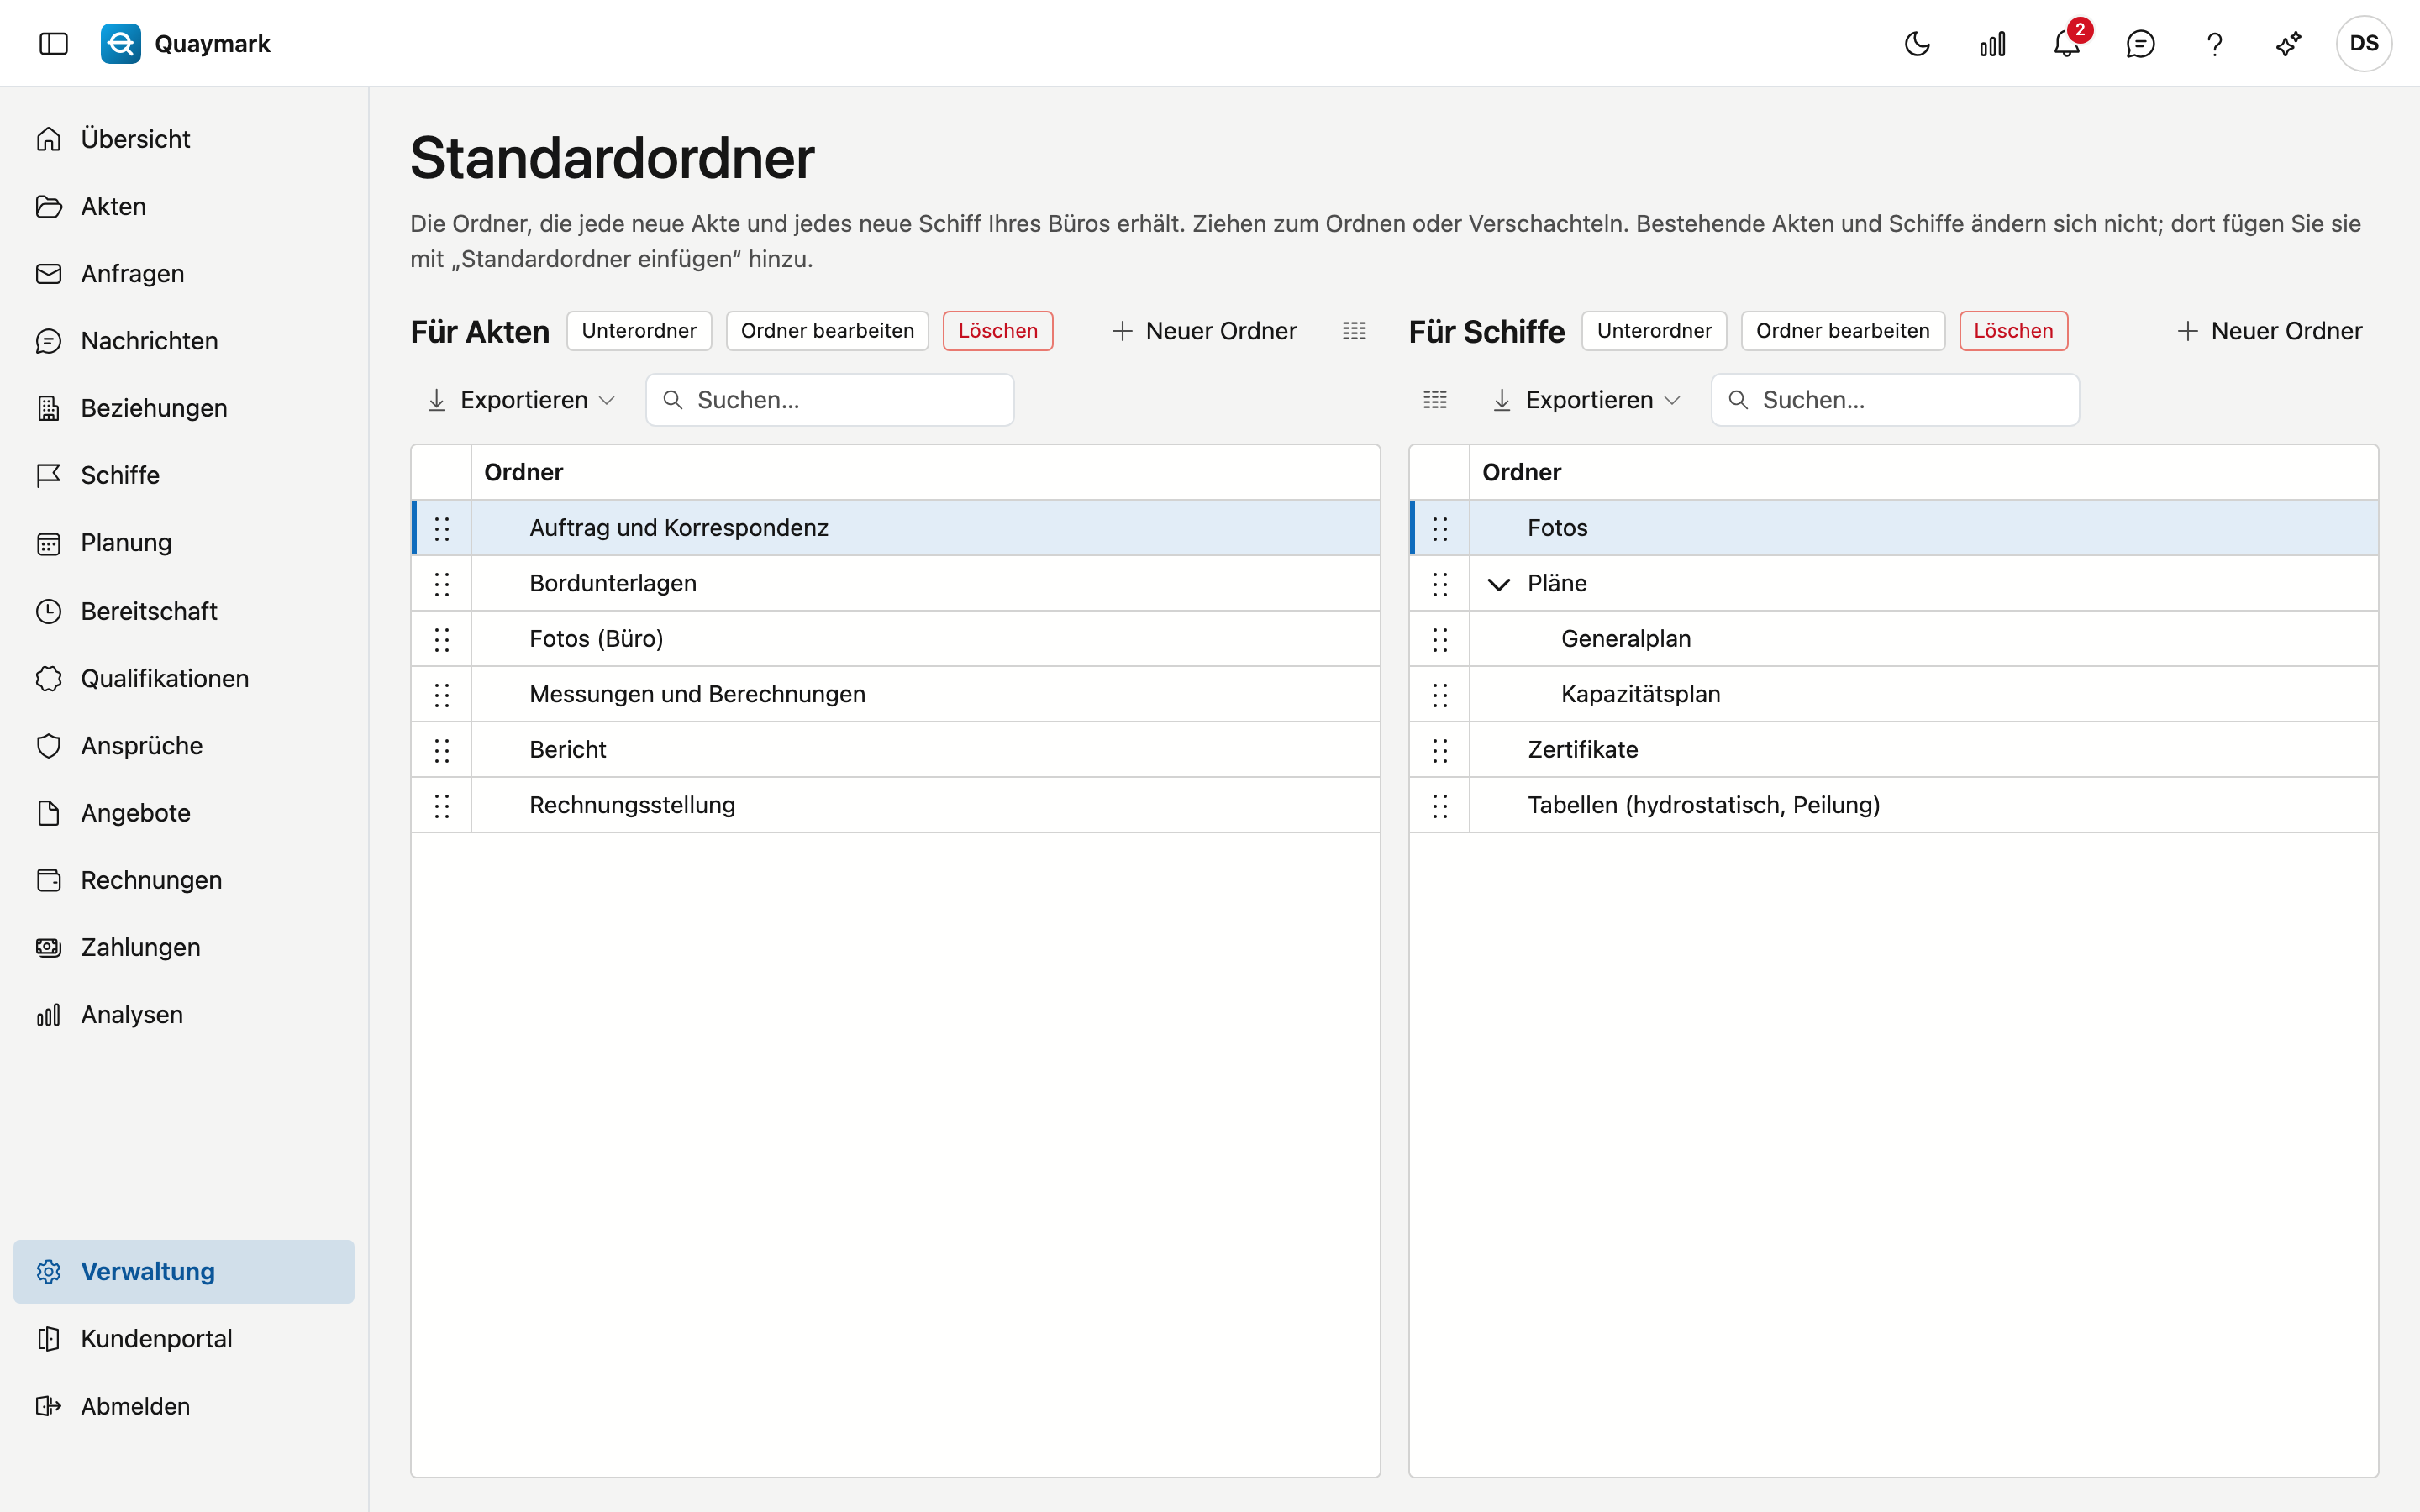 Quaymark
2
DS
Übersicht
Akten
Anfragen
Nachrichten
Beziehungen
Schiffe
Planung
Bereitschaft
Qualifikationen
Ansprüche
Angebote
Rechnungen
Zahlungen
Analysen
Verwaltung
Kundenportal
Abmelden
Standardordner
Die Ordner, die jede neue Akte und jedes neue Schiff Ihres Büros erhält. Ziehen zum Ordnen oder Verschachteln. Bestehende Akten und Schiffe ändern sich nicht; dort fügen Sie sie
mit „Standardordner einfügen“ hinzu.
Für Akten Unterordner Ordner bearbeiten Löschen Neuer Ordner
Exportieren Suchen...
Ordner
Auftrag und Korrespondenz
Bordunterlagen
Fotos (Büro)
Messungen und Berechnungen
Bericht
Rechnungsstellung
Für Schiffe Unterordner Ordner bearbeiten Löschen Neuer Ordner
Exportieren Suchen...
Ordner
Fotos
Pläne
Generalplan
Kapazitätsplan
Zertifikate
Tabellen (hydrostatisch, Peilung)